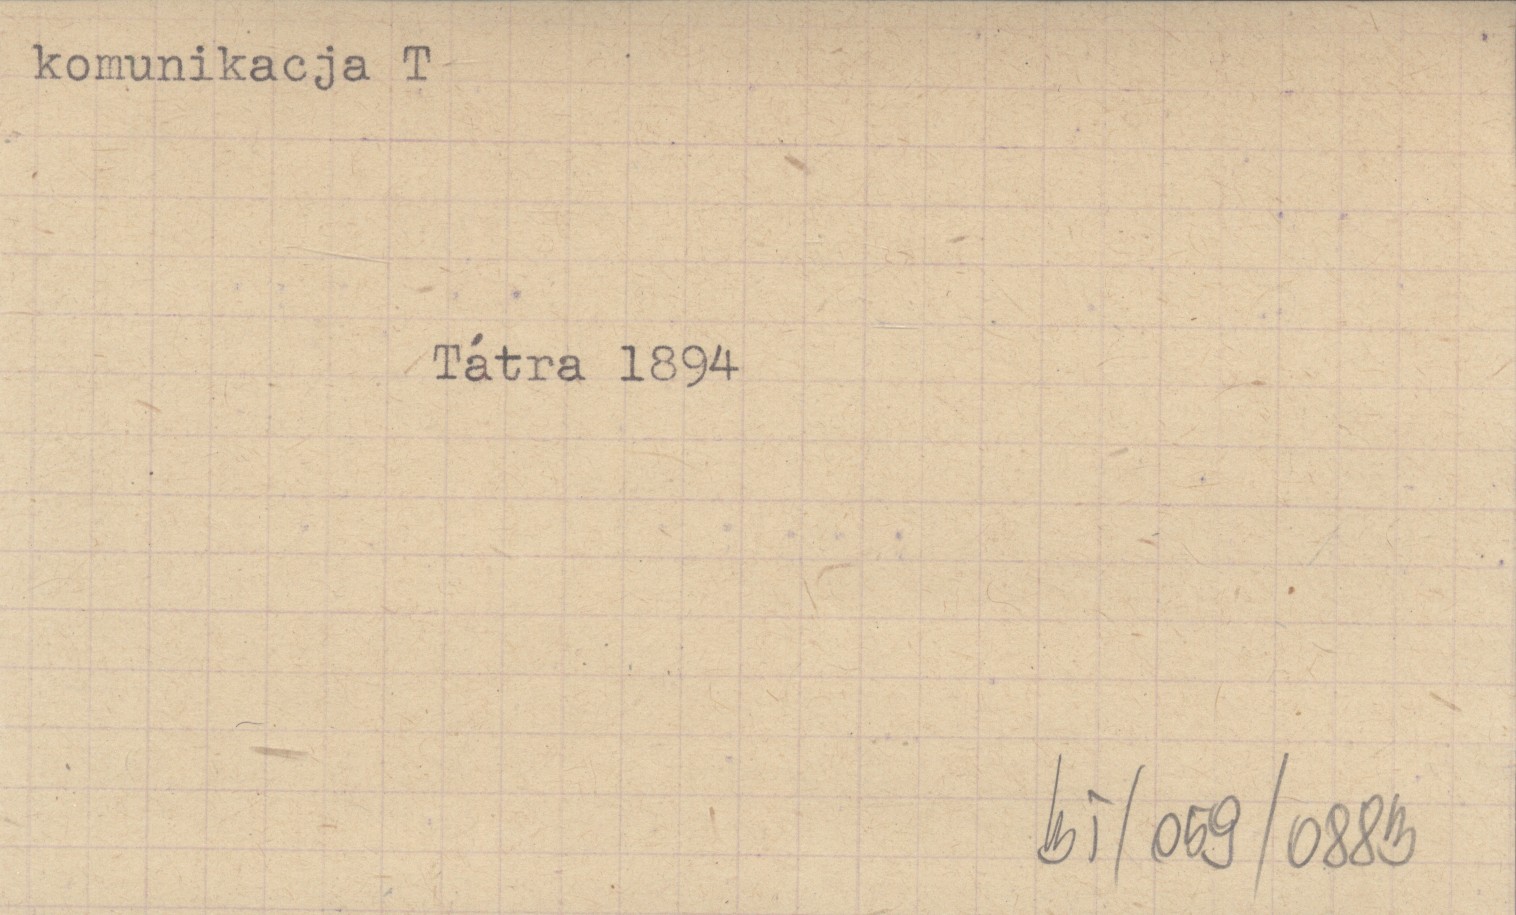 komunikacja T
Tátra 1894
bi/059/0883